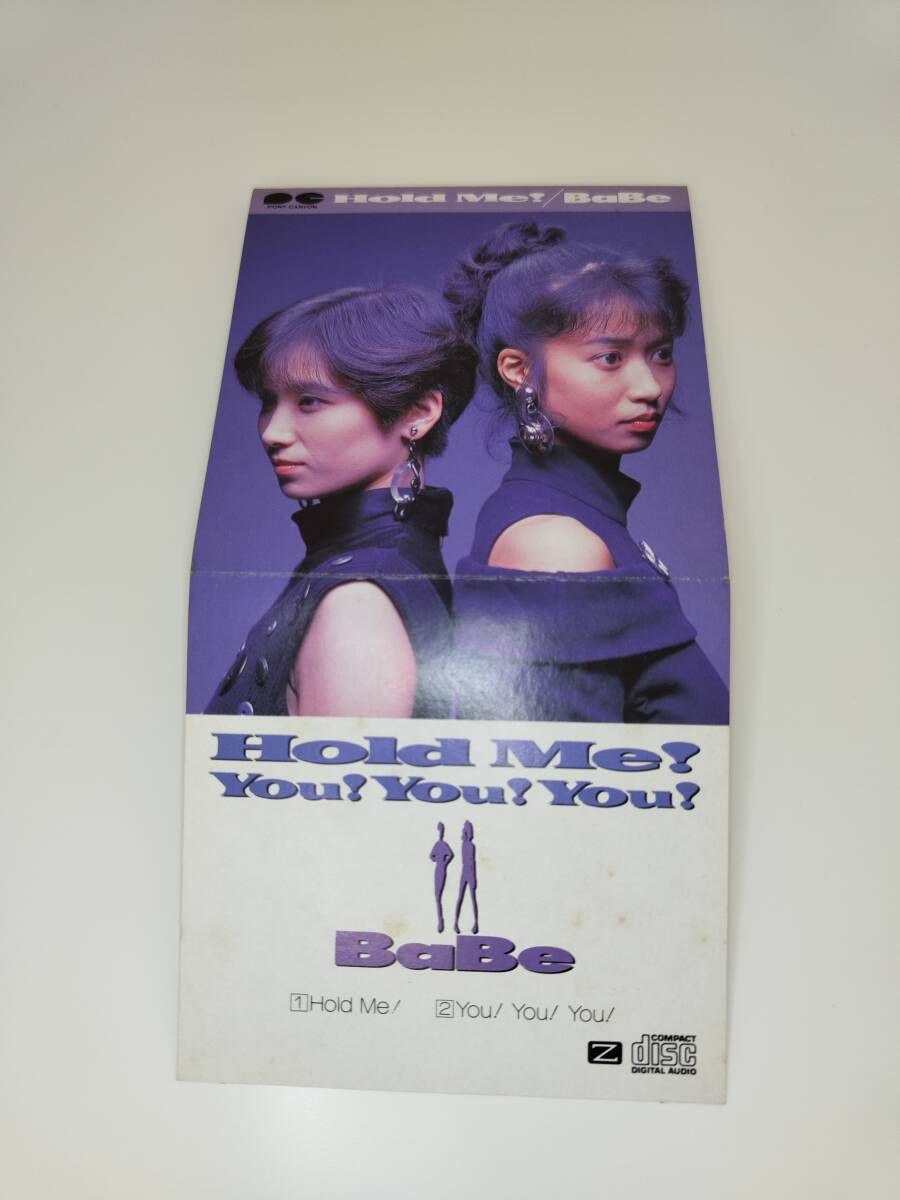 PC Hold Me!/BaBe
PONY CANYON
Hold Me!
You! You! You!
BaBe
1 Hold Me! 2 You! You! You!
Z COMPACT
disc
DIGITAL AUDIO